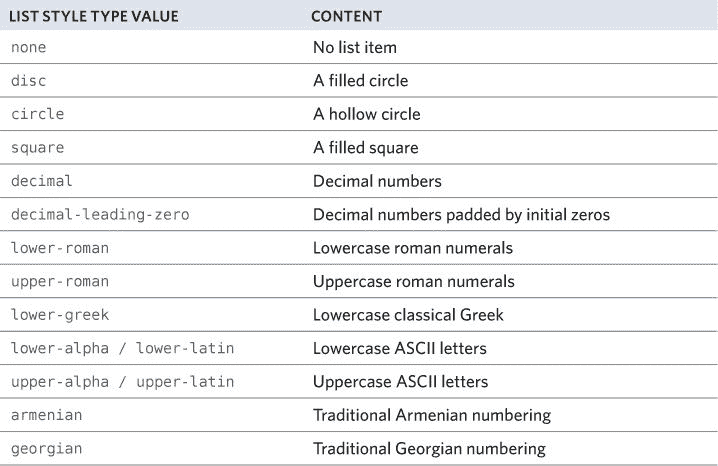 LIST STYLE TYPE VALUE CONTENT
none No list item
disc A filled circle
circle A hollow circle
square A filled square
decimal Decimal numbers
decimal-leading-zero Decimal numbers padded by initial zeros
lower-roman Lowercase roman numerals
upper-roman Uppercase roman numerals
lower-greek Lowercase classical Greek
lower-alpha / lower-latin Lowercase ASCII letters
upper-alpha / upper-latin Uppercase ASCII letters
armenian Traditional Armenian numbering
georgian Traditional Georgian numbering